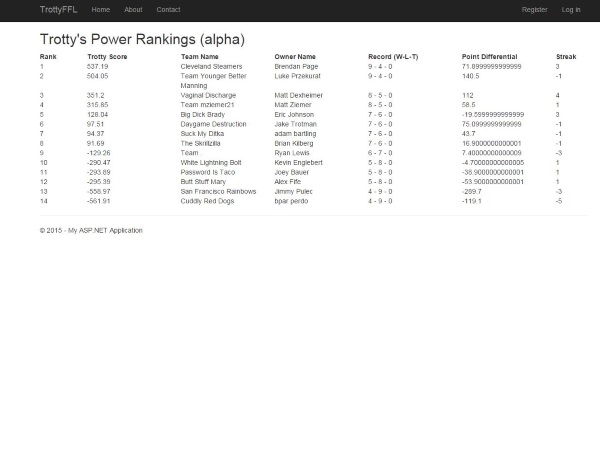 TrottyFFL Home About Contact Register Log in
Trotty's Power Rankings (alpha)
Rank Trotty Score Team Name Owner Name Record (W-L-T) Point Differential Streak
1 537.19 Cleveland Steamers Brendan Page 9 - 4 - 0 71.8999999999999 3
2 504.05 Team Younger Better Luke Przekurat 9 - 4 - 0 140.5 -1
Manning
3 351.2 Vaginal Discharge Matt Dexheimer 8 - 5 - 0 112 4
4 315.85 Team mziemer21 Matt Ziemer 8 - 5 - 0 58.5 1
5 128.04 Big Dick Brady Eric Johnson 7 - 6 - 0 -19.5999999999999 3
6 97.51 Daygame Destruction Jake Trotman 7 - 6 - 0 75.0999999999999 -1
7 94.37 Suck My Ditka adam bartling 7 - 6 - 0 43.7 -1
8 91.69 The Skrillzilla Brian Kilberg 7 - 6 - 0 16.9000000000001 -1
9 -129.26 Team . Ryan Lewis 6 - 7 - 0 7.40000000000009 -3
10 -290.47 White Lightning Bolt Kevin Englebert 5 - 8 - 0 -4.70000000000005 1
11 -293.89 Password Is Taco Joey Bauer 5 - 8 - 0 -38.9000000000001 1
12 -295.39 Butt Stuff Mary Alex Fife 5 - 8 - 0 -53.9000000000001 1
13 -558.97 San Francisco Rainbows Jimmy Pulec 4 - 9 - 0 -289.7 -3
14 -561.91 Cuddly Red Dogs bpar perdo 4 - 9 - 0 -119.1 -5
© 2015 - My ASP.NET Application